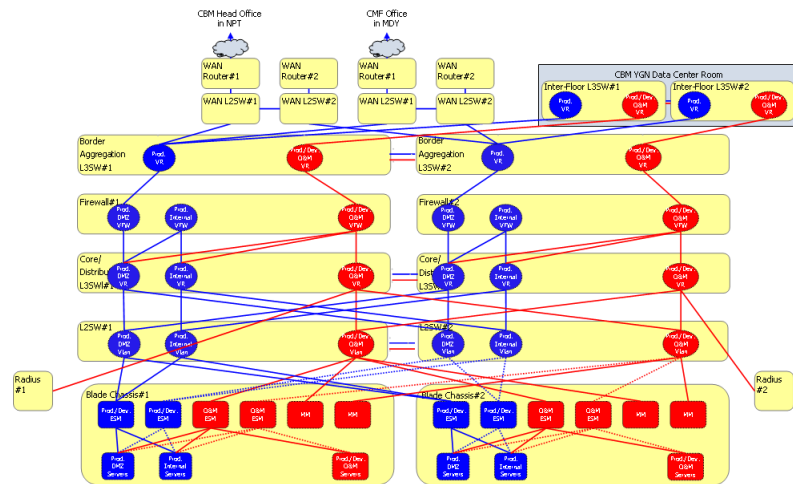 CBM Head Office
in NPT
CMF Office
in MDY
WAN
Router#1
WAN
Router#2
WAN
Router#1
WAN
Router#2
WAN L2SW#1
WAN L2SW#2
WAN L2SW#1
WAN L2SW#2
CBM YGN Data Center Room
Inter-Floor L3SW#1
Inter-Floor L3SW#2
Prod.
VR
Prod./Dev.
O&M
VR
Prod.
VR
Prod./Dev.
O&M
VR
Border
Aggregation
L3SW#1
Prod.
VR
Prod./Dev.
O&M
VR
Border
Aggregation
L3SW#2
Prod.
VR
Prod./Dev.
O&M
VR
Firewall#1
Prod.
DMZ
VFW
Prod.
Internal
VFW
Prod./Dev.
O&M
VFW
Firewall#2
Prod.
DMZ
VFW
Prod.
Internal
VFW
Prod./Dev.
O&M
VFW
Core/
Distribu
L3SW#1
Prod.
DMZ
VR
Prod.
Internal
VR
Prod./Dev.
O&M
VR
Core/
Prod.
DMZ
VR
Prod.
Internal
VR
Prod./Dev.
O&M
VR
L2SW#1
Prod.
DMZ
Vlan
Prod.
Internal
Vlan
Prod./Dev.
O&M
Vlan
L2SW#2
Prod.
DMZ
Vlan
Prod.
Internal
Vlan
Prod./Dev.
O&M
Vlan
Radius
#1
Radius
#2
Blade Chassis#1
Prod/Dev.
ESM
Prod/Dev.
ESM
O&M
ESM
O&M
ESM
MM
MM
Blade Chassis#2
Prod/Dev.
ESM
Prod/Dev.
ESM
O&M
ESM
O&M
ESM
MM
MM
Prod.
DMZ
Servers
Prod.
Internal
Servers
Prod./Dev.
O&M
Servers
Prod.
DMZ
Servers
Prod.
Internal
Servers
Prod./Dev.
O&M
Servers